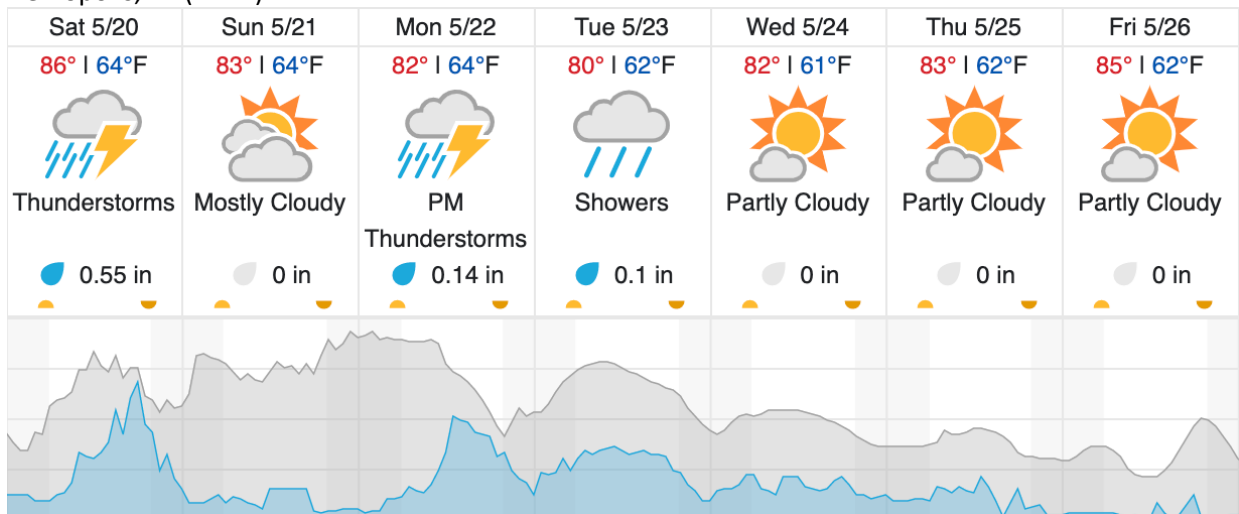 Sat 5/20 Sun 5/21 Mon 5/22 Tue 5/23 Wed 5/24 Thu 5/25 Fri 5/26
86° | 64°F 83° | 64°F 82° | 64°F 80° | 62°F 82° | 61°F 83° | 62°F 85° | 62°F
Thunderstorms Mostly Cloudy PM Showers Partly Cloudy Partly Cloudy Partly Cloudy
Thunderstorms
0.55 in 0 in 0.14 in 0.1 in 0 in 0 in 0 in